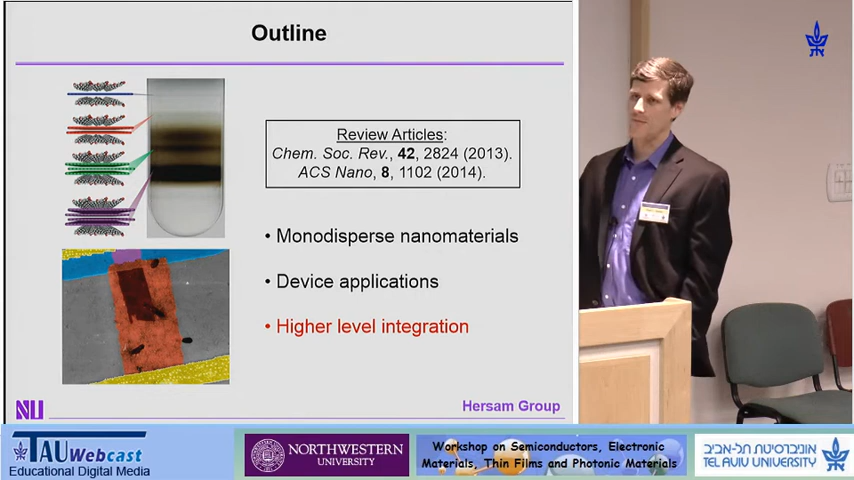 Outline
Review Articles:
Chem. Soc. Rev., 42, 2824 (2013).
ACS Nano, 8, 1102 (2014).
• Monodisperse nanomaterials
• Device applications
• Higher level integration
NU
Hersam Group
TAU Webcast
Educational Digital Media
NORTHWESTERN
UNIVERSITY
Workshop on Semiconductors, Electronic
Materials, Thin Films and Photonic Materials
אוניברסיטת תל-אביב
TEL AVIV UNIVERSITY